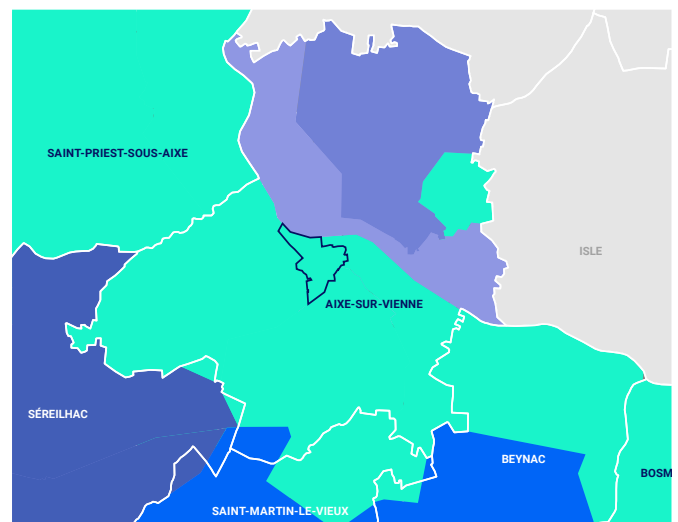 SAINT-PRIEST-SOUS-AIXE
ISLE
AIXE-SUR-VIENNE
SÉREILHAC
BEYNAC
BOSM
SAINT-MARTIN-LE-VIEUX